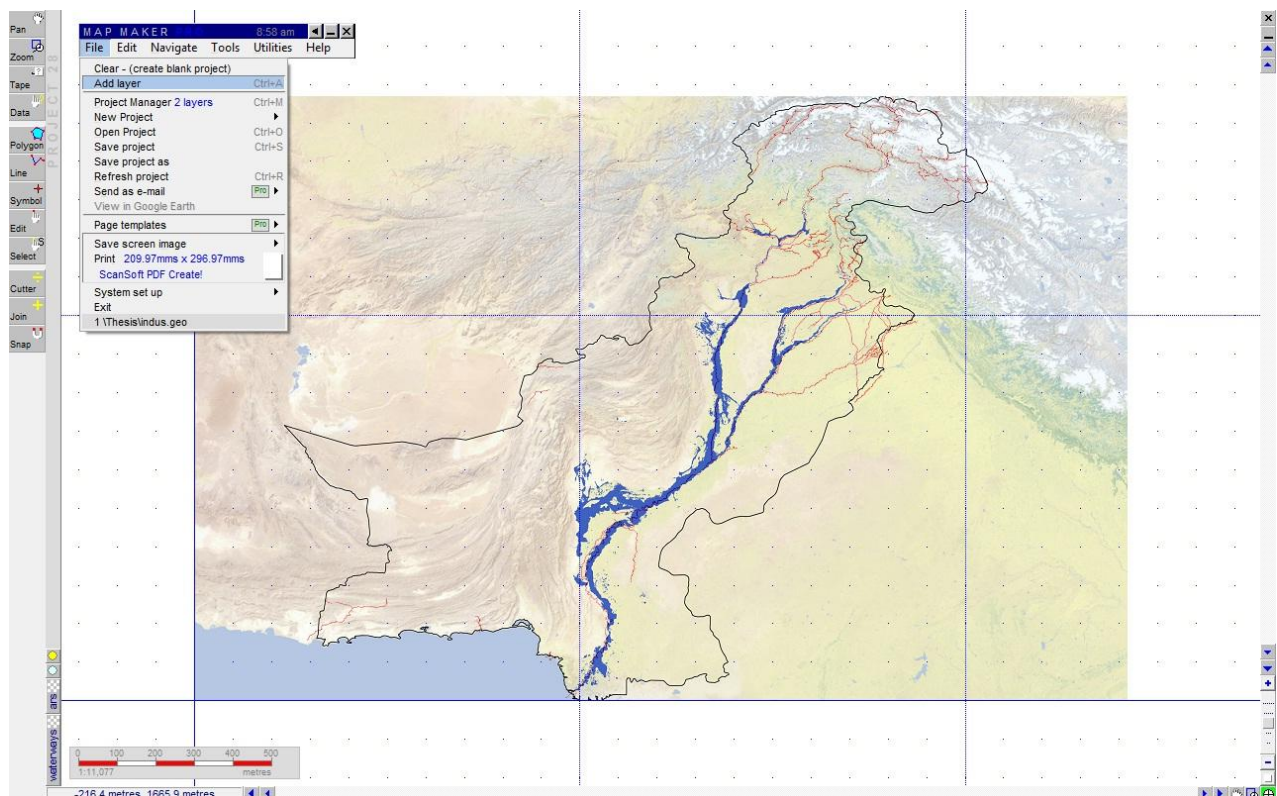 MAP MAKER 8:58 am
File Edit Navigate Tools Utilities Help
Clear - (create blank project)
Add layer Ctrl+A
Project Manager 2 layers Ctrl+M
New Project
Open Project Ctrl+O
Save project Ctrl+S
Save project as
Refresh project Ctrl+R
Send as e-mail Pro
View in Google Earth
Page templates Pro
Save screen image
Print 209.97mms x 296.97mms
ScanSoft PDF Create!
System set up
Exit
1 \Thesis\indus.geo
Pan
Zoom
Tape
Data
Polygon
Line
Symbol
Edit
Select
Cutter
Join
Snap
PROJECT 28
ars
waterways
0 100 200 300 400 500
1:11,077 metres
-216.4 metres, 1665.9 metres